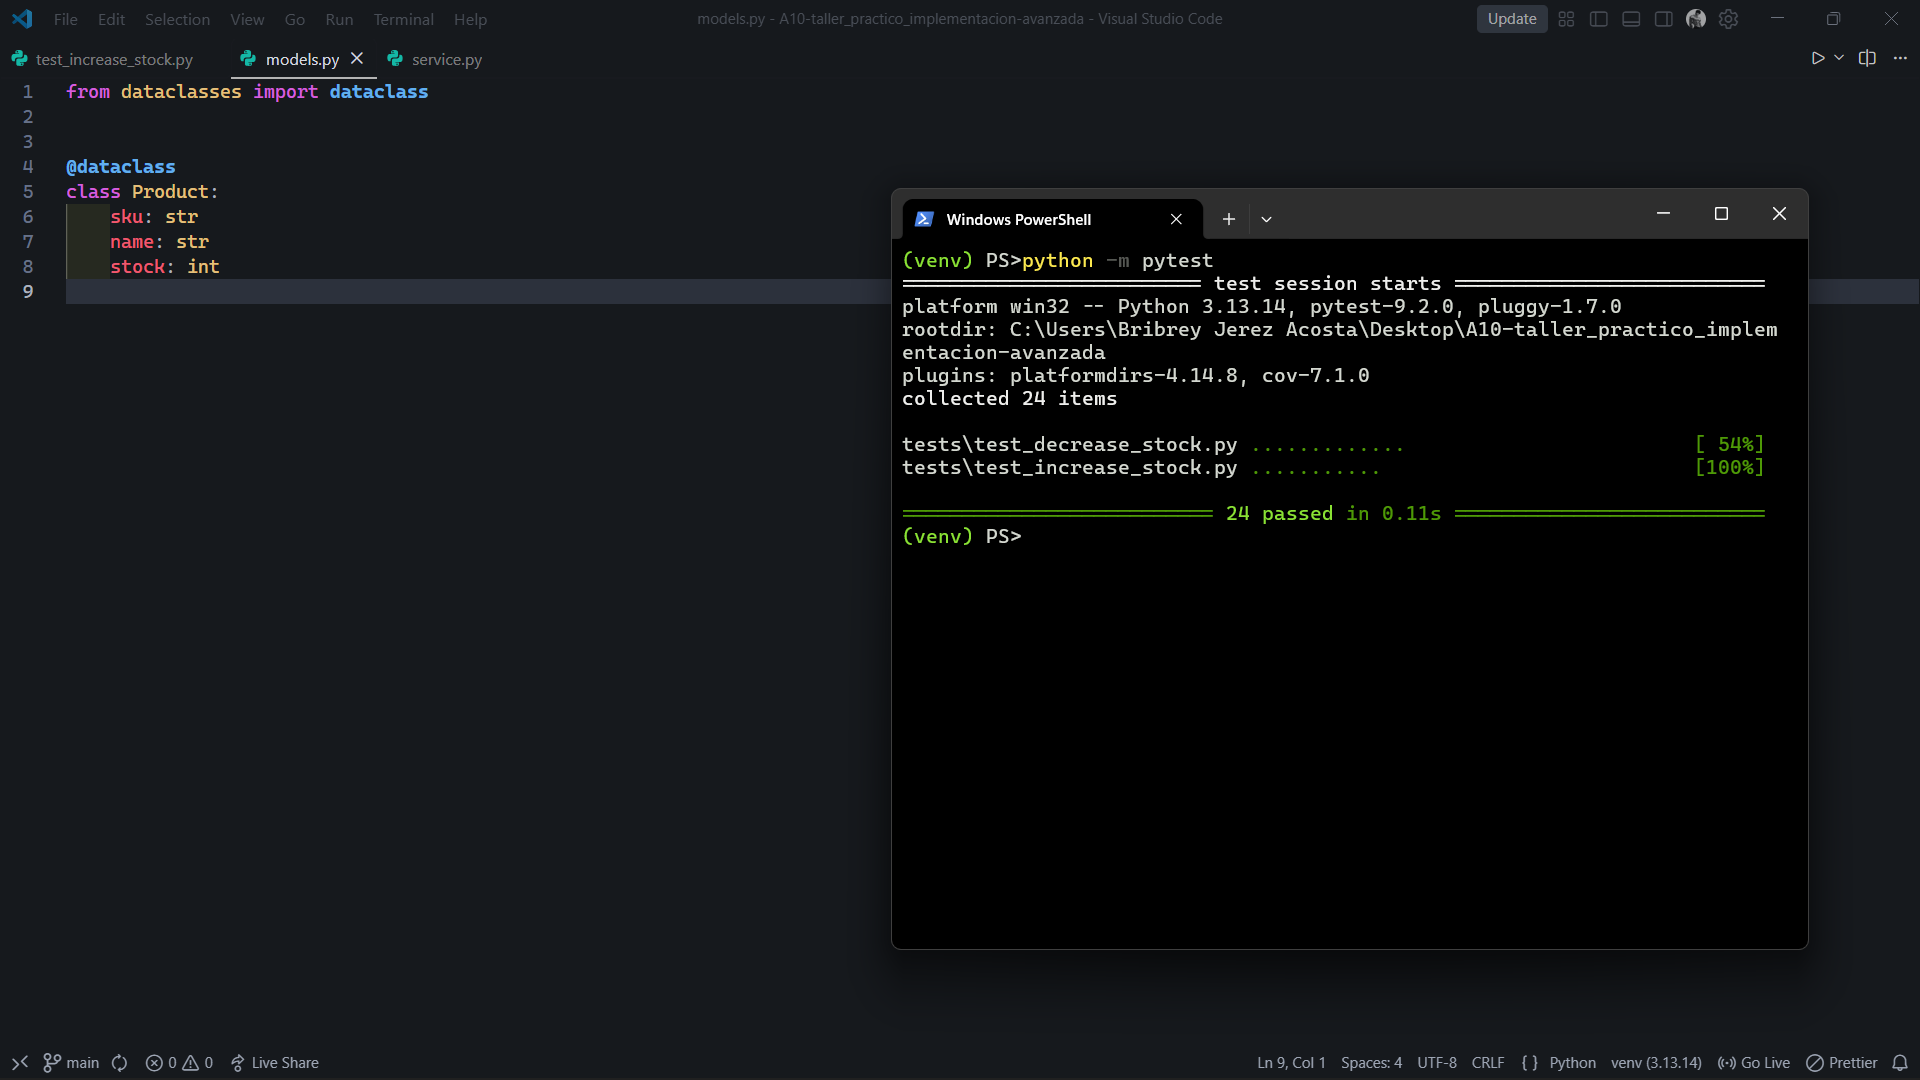 File Edit Selection View Go Run Terminal Help
models.py - A10-taller_practico_implementacion-avanzada - Visual Studio Code
Update
test_increase_stock.py
models.py
service.py
1 from dataclasses import dataclass
2
3
4 @dataclass
5 class Product:
6 sku: str
7 name: str
8 stock: int
9
Windows PowerShell
(venv) PS>python -m pytest
========================= test session starts ==========================
platform win32 -- Python 3.13.14, pytest-9.2.0, pluggy-1.7.0
rootdir: C:\Users\Bribrey Jerez Acosta\Desktop\A10-taller_practico_implem
entacion-avanzada
plugins: platformdirs-4.14.8, cov-7.1.0
collected 24 items
tests\test_decrease_stock.py ............. [ 54%]
tests\test_increase_stock.py ........... [100%]
========================== 24 passed in 0.11s ==========================
(venv) PS>
main
0 0
Live Share
Ln 9, Col 1
Spaces: 4
UTF-8
CRLF
{ } Python
venv (3.13.14)
Go Live
Prettier